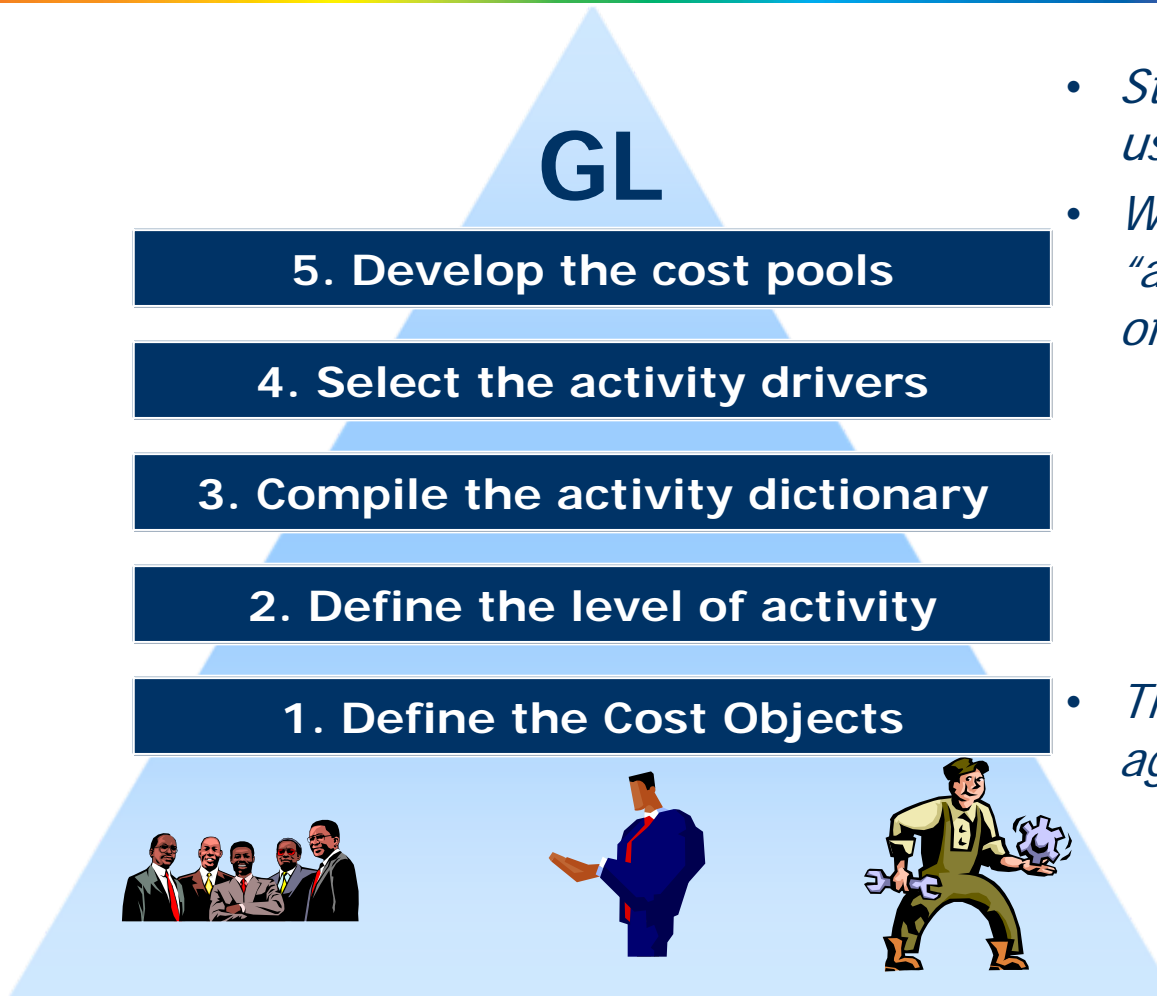 GL
5. Develop the cost pools
4. Select the activity drivers
3. Compile the activity dictionary
2. Define the level of activity
1. Define the Cost Objects